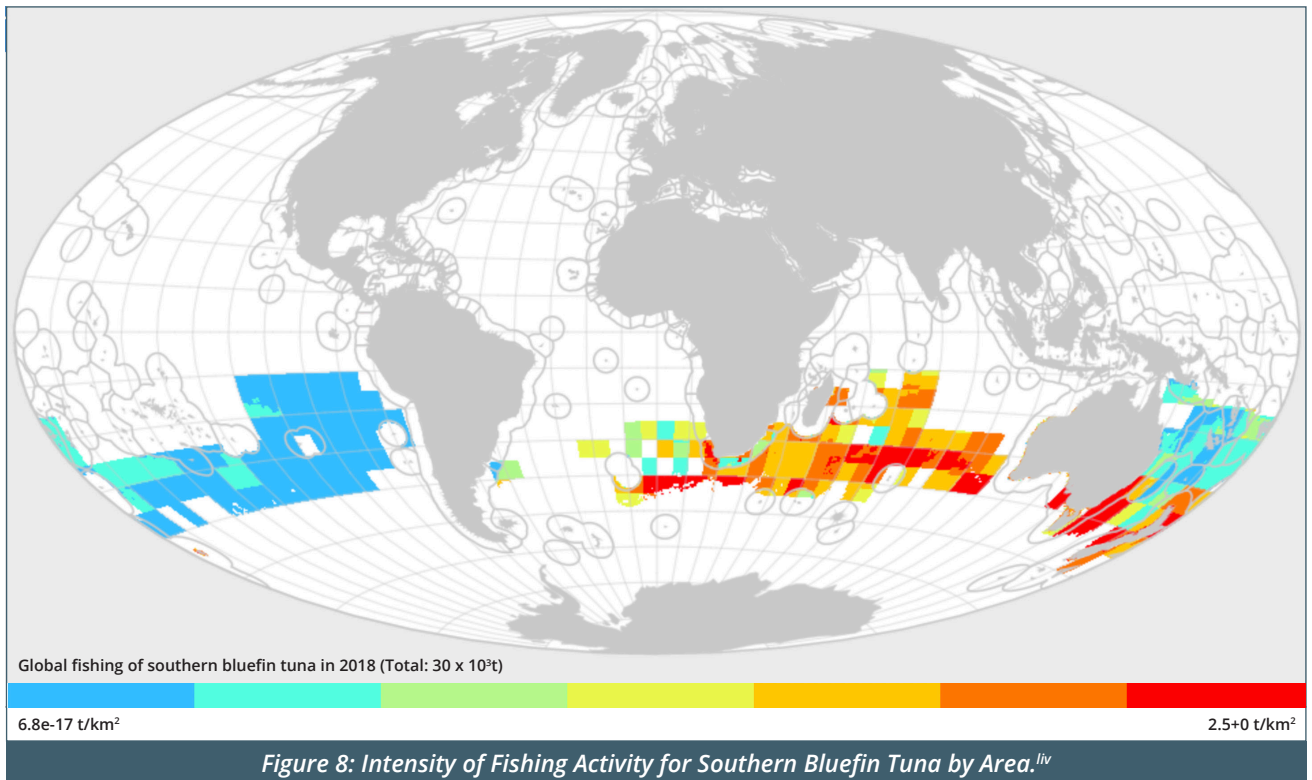 Global fishing of southern bluefin tuna in 2018 (Total: 30 x 10³t)
6.8e-17 t/km²
2.5+0 t/km²
Figure 8: Intensity of Fishing Activity for Southern Bluefin Tuna by Area.liv